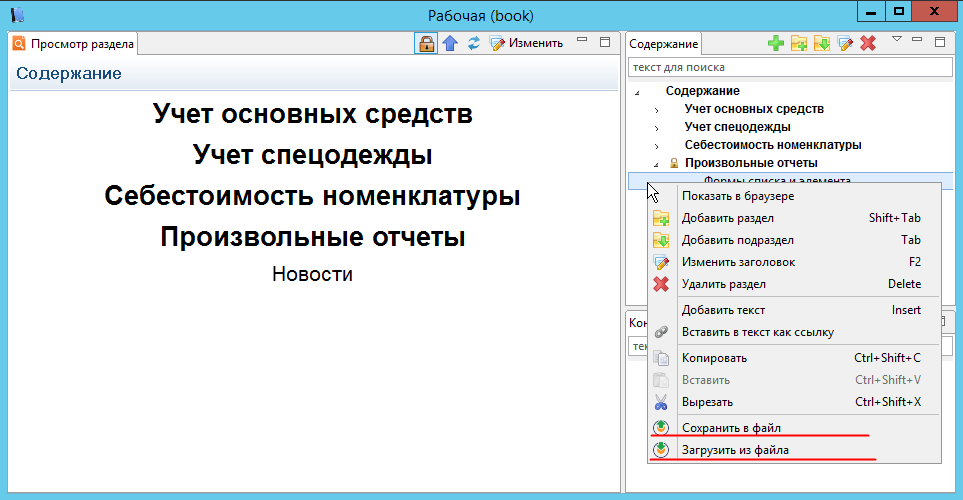 Рабочая (book)
Просмотр раздела
Изменить
Содержание
Учет основных средств
Учет спецодежды
Себестоимость номенклатуры
Произвольные отчеты
Новости
Содержание
текст для поиска
Содержание
Учет основных средств
Учет спецодежды
Себестоимость номенклатуры
Произвольные отчеты
Формы списка и элемента
Показать в браузере
Добавить раздел Shift+Tab
Добавить подраздел Tab
Изменить заголовок F2
Удалить раздел Delete
Добавить текст Insert
Вставить в текст как ссылку
Копировать Ctrl+Shift+C
Вставить Ctrl+Shift+V
Вырезать Ctrl+Shift+X
Сохранить в файл
Загрузить из файла